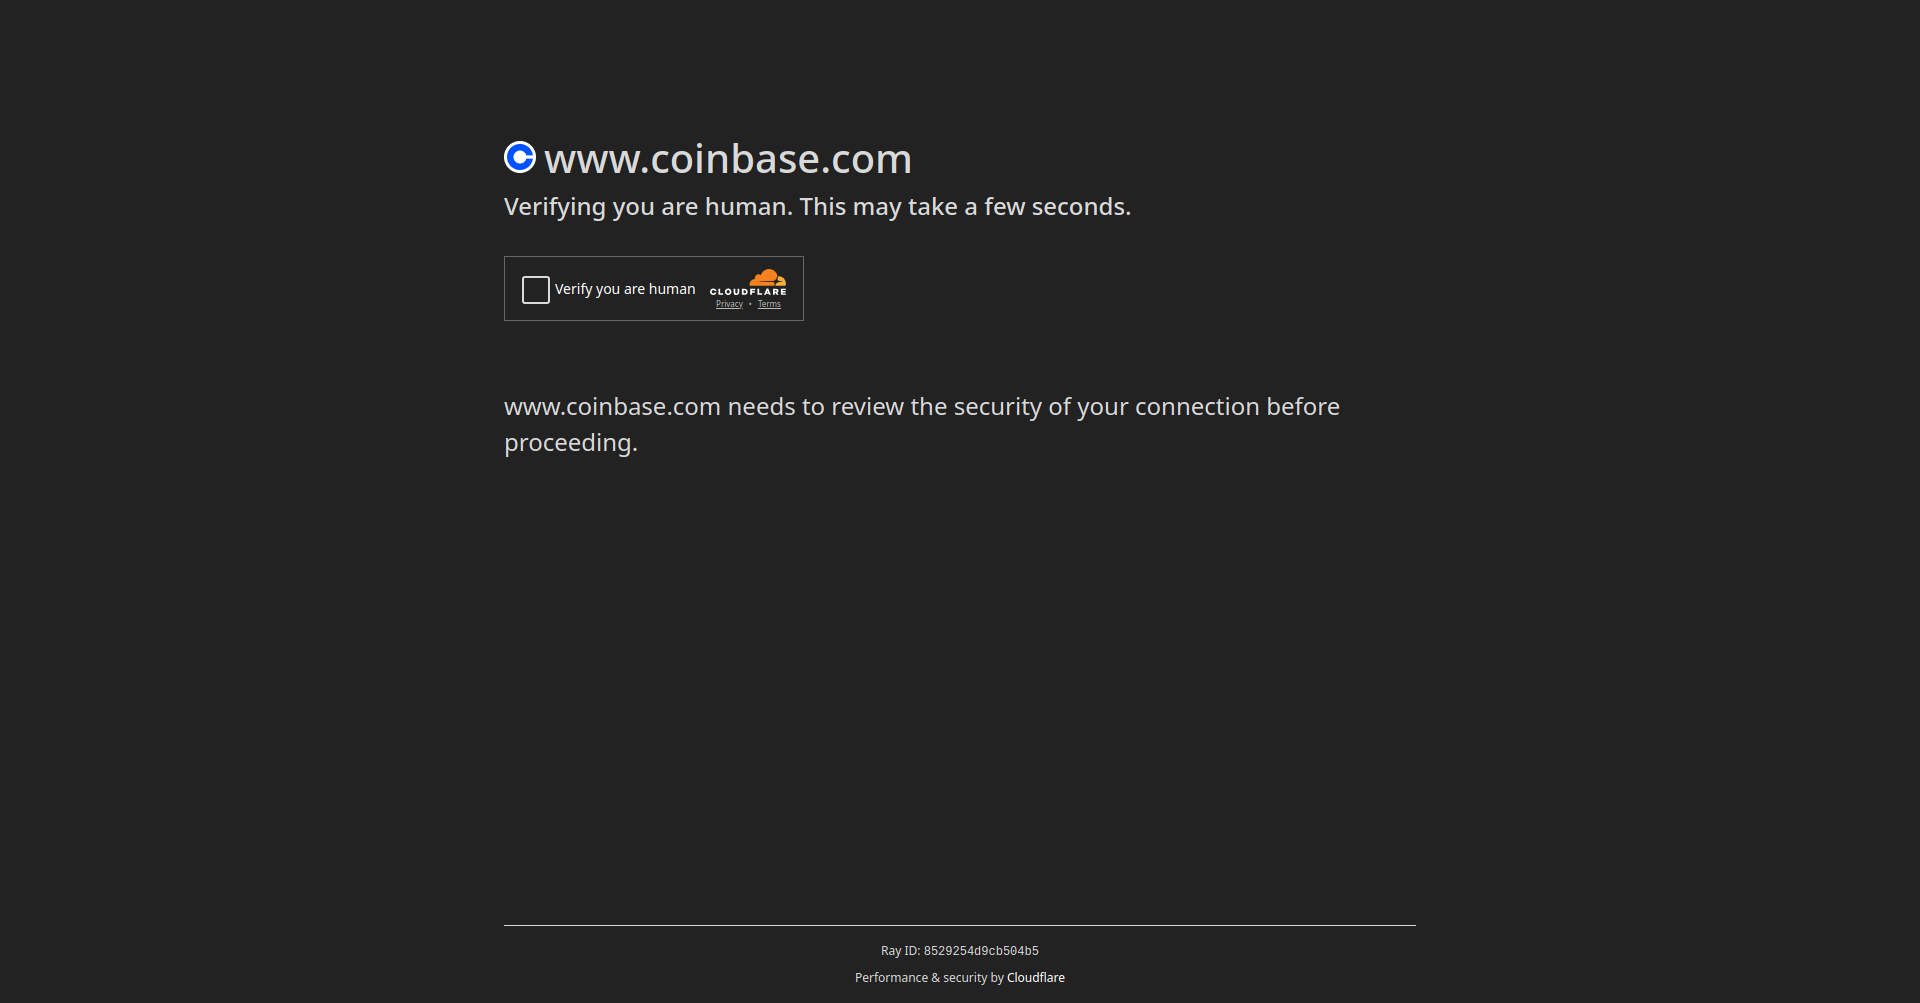 www.coinbase.com
Verifying you are human. This may take a few seconds.
Verify you are human
CLOUDFLARE
Privacy • Terms
www.coinbase.com needs to review the security of your connection before
proceeding.
Ray ID: 8529254d9cb504b5
Performance & security by Cloudflare